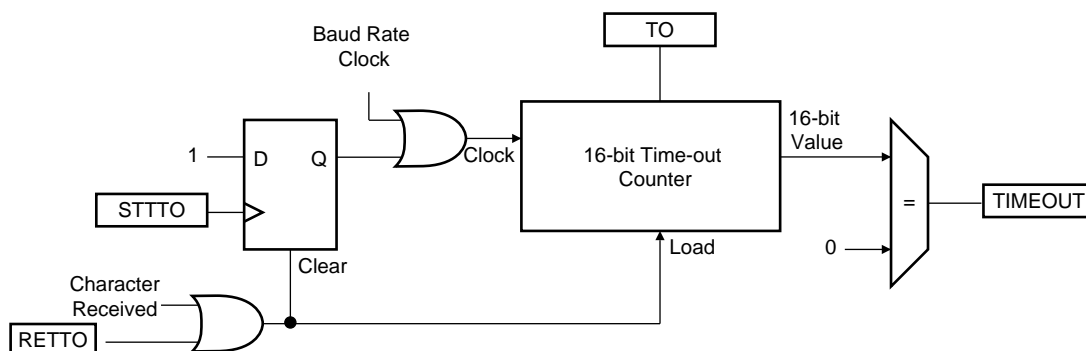 TO
Baud Rate
Clock
16-bit
Value
1
D
Q
Clock
16-bit Time-out
Counter
STTTO
TIMEOUT
=
0
Clear
Load
Character
Received
RETTO